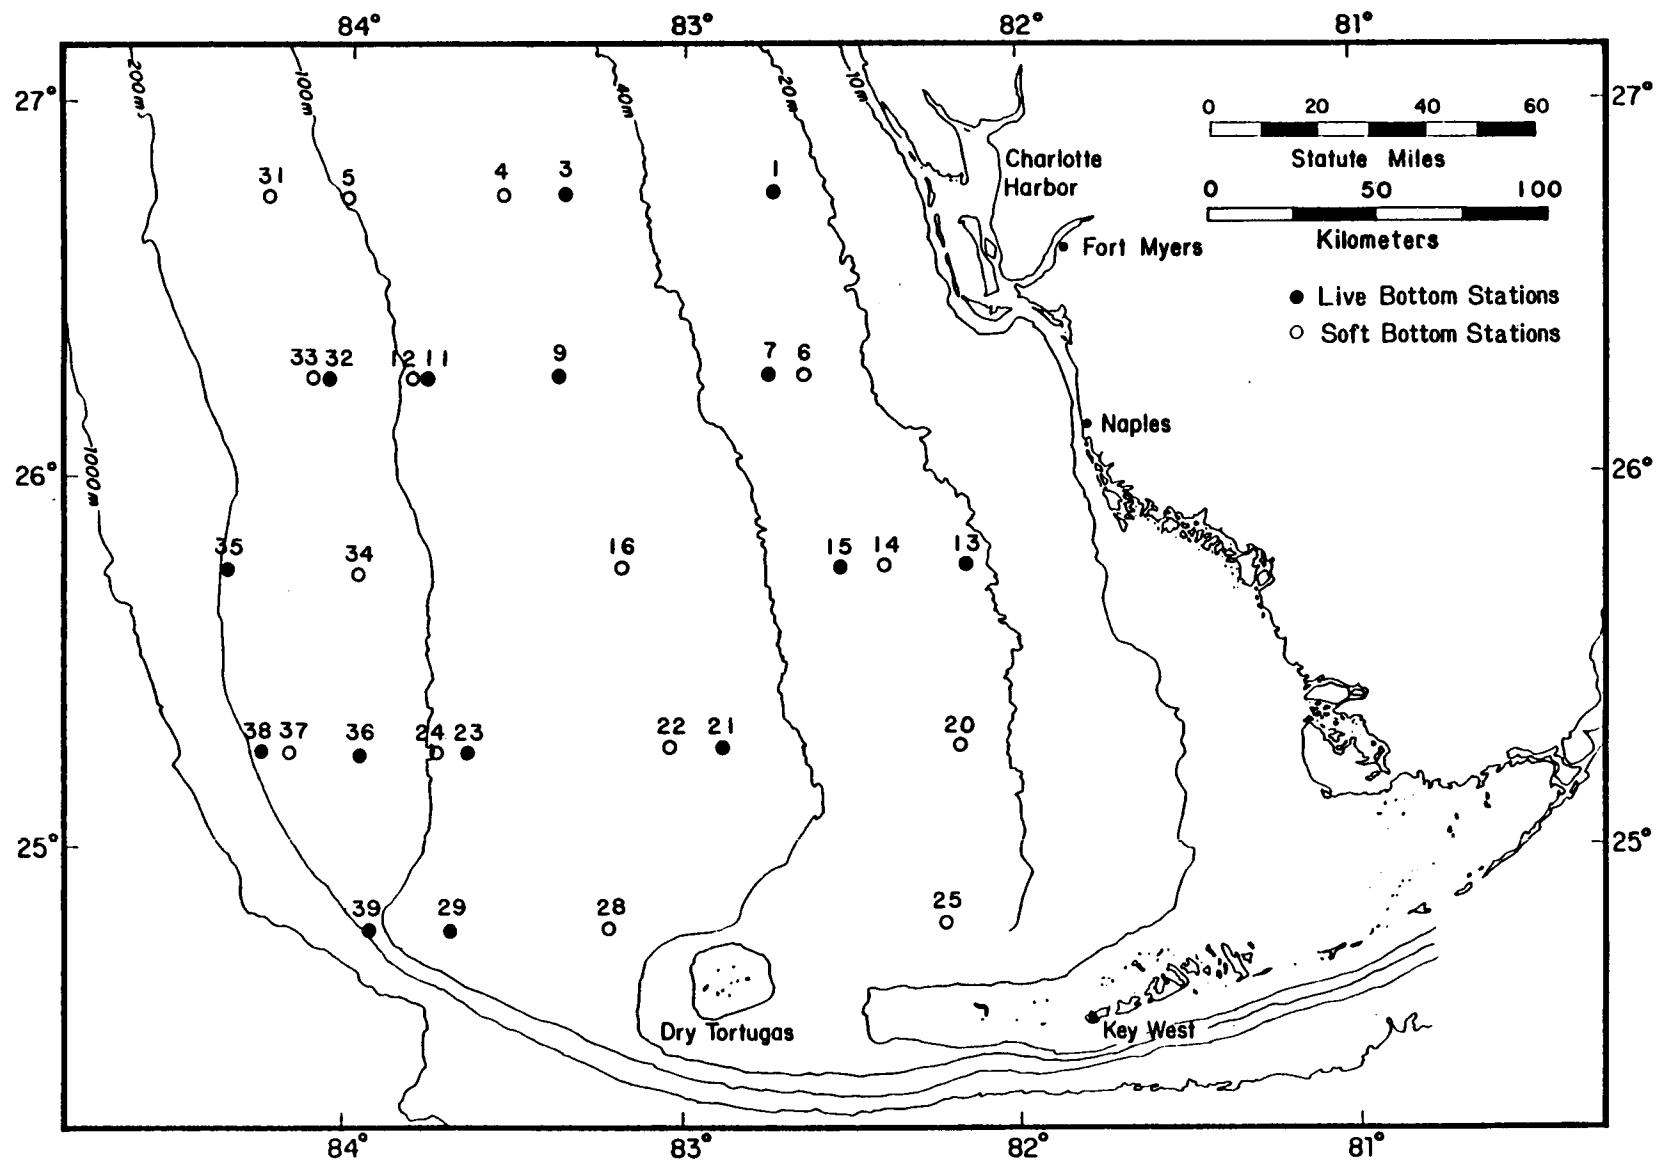 84° 83° 82° 81°
200m 100m 40m 20m 10m
27° 27°
0 20 40 60
Statute Miles
0 50 100
Kilometers
Charlotte
Harbor
31 5 4 3 1
Fort Myers
Live Bottom Stations
Soft Bottom Stations
33 32 12 11 9 7 6
Naples
1000m
26° 26°
35 34 16 15 14 13
38 37 36 24 23 22 21 20
25° 25°
39 29 28 25
Dry Tortugas
Key West
84° 83° 82° 81°